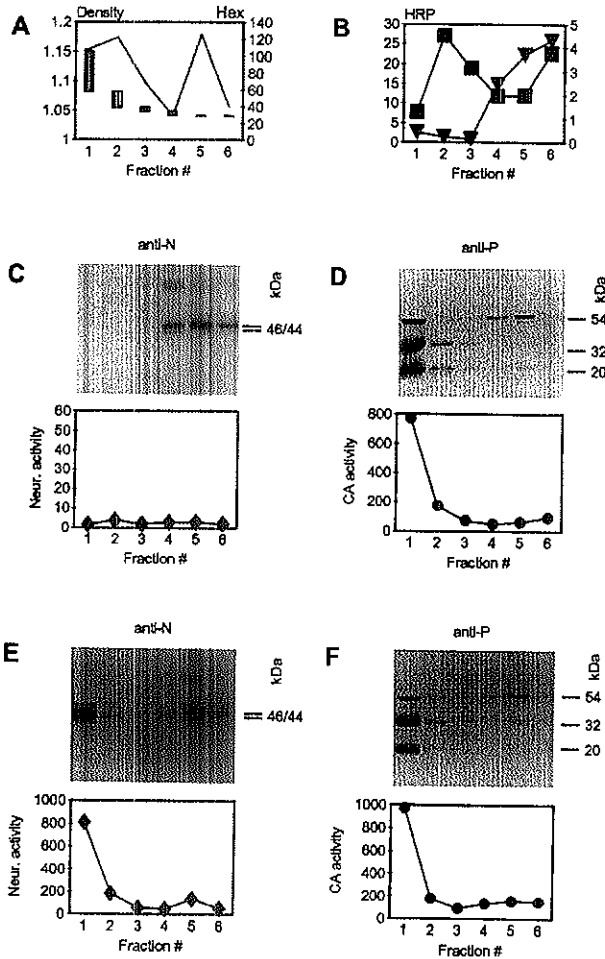 A
Density
Hex
1.2
1.15
1.1
1.05
1
140
120
100
80
60
40
20
0
1 2 3 4 5 6
Fraction #
B
HRP
30
25
20
15
10
5
0
5
4
3
2
1
0
1 2 3 4 5 6
Fraction #
C
anti-N
kDa
46/44
Neur. activity
60
50
40
30
20
10
0
1 2 3 4 5 6
Fraction #
D
anti-P
kDa
54
32
20
CA activity
800
600
400
200
0
1 2 3 4 5 6
Fraction #
E
anti-N
kDa
46/44
Neur. activity
1000
800
600
400
200
0
1 2 3 4 5 6
Fraction #
F
anti-P
kDa
54
32
20
CA activity
1000
800
600
400
200
0
1 2 3 4 5 6
Fraction #